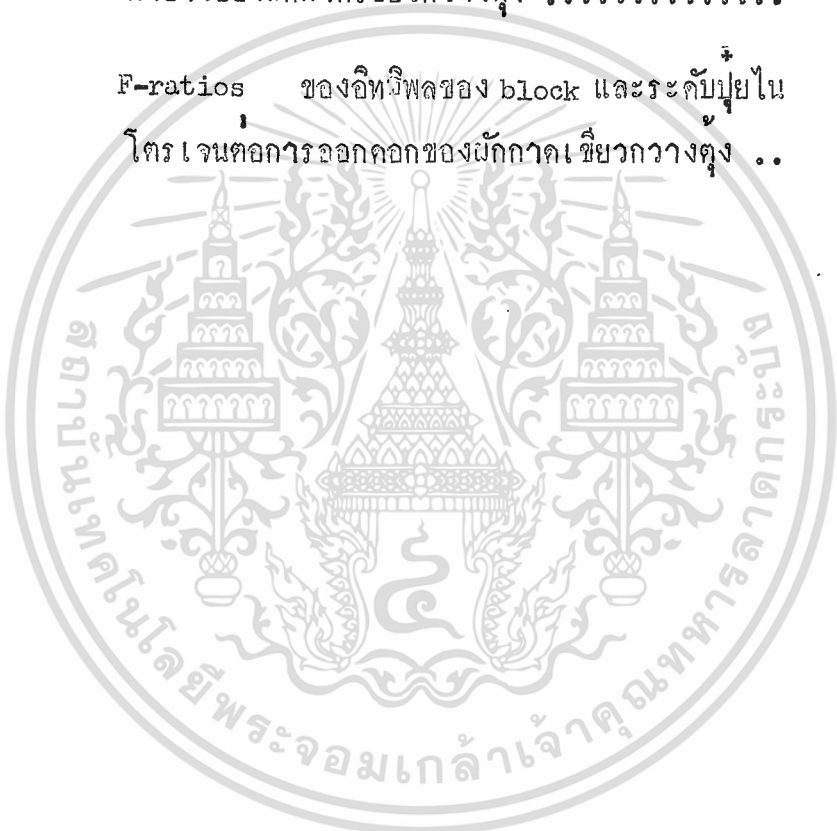 F-ratios ของอิทธิพลของ block และระดับปุ๋ยใน
โตรเจนต่อการออกดอกของผักกาดเขียวกวางตุ้ง ..
สถาบันเทคโนโลยีพระจอมเกล้าเจ้าคุณทหารลาดกระบัง